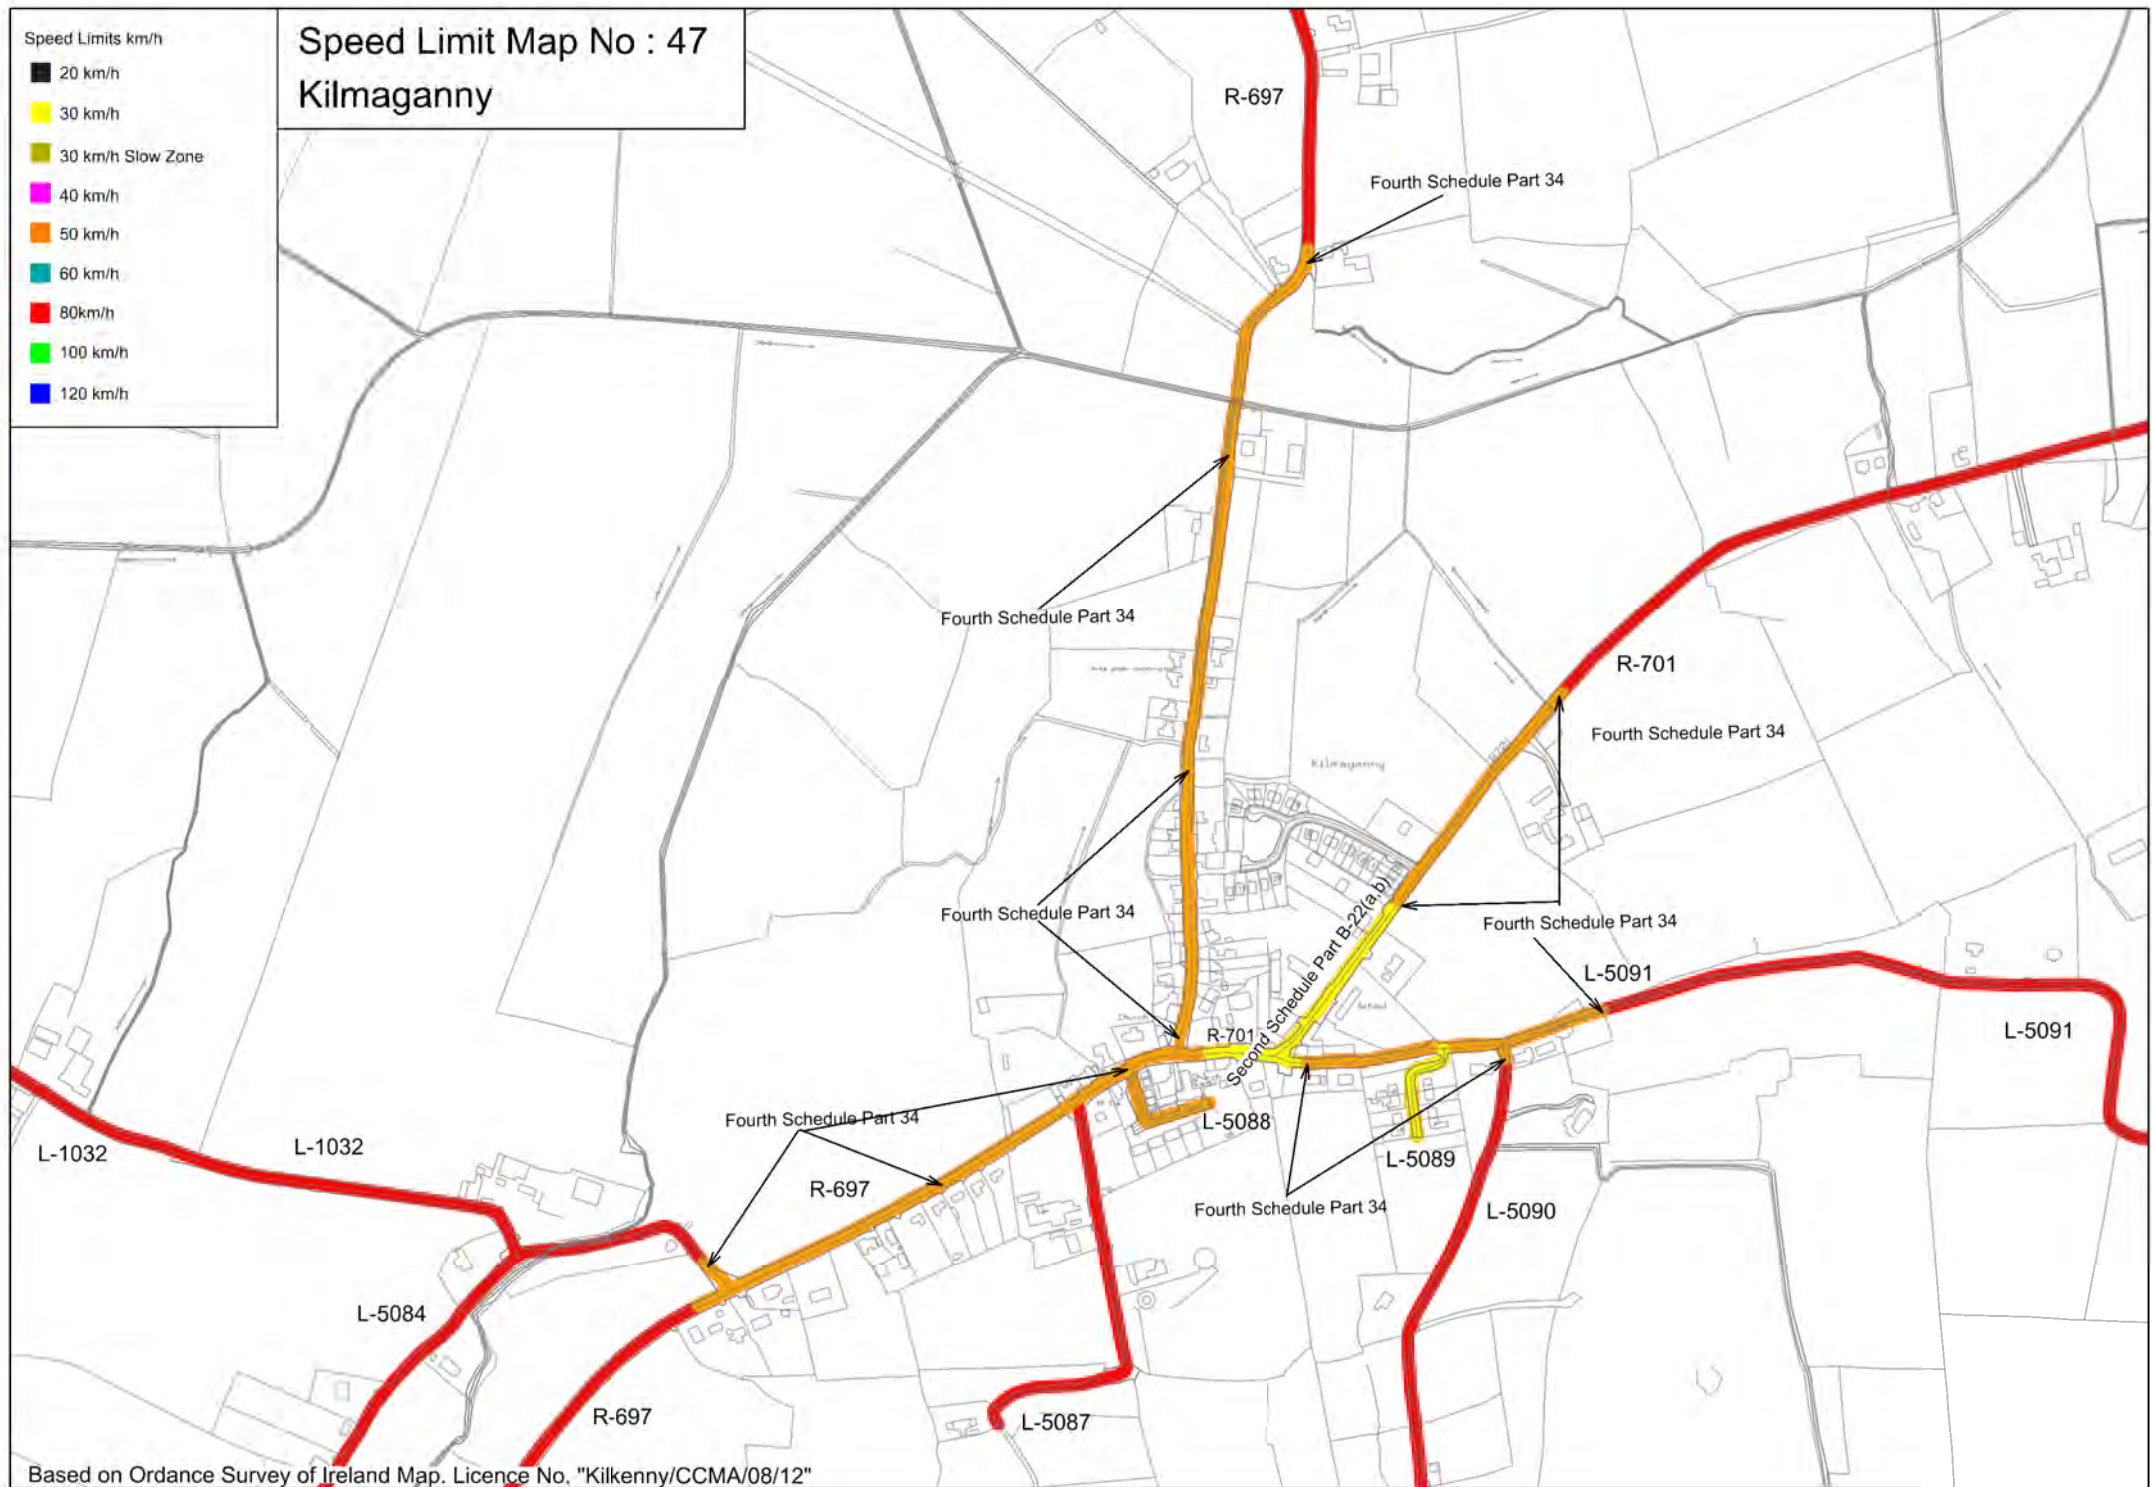 Speed Limits km/h
20 km/h
30 km/h
30 km/h Slow Zone
40 km/h
50 km/h
60 km/h
80km/h
100 km/h
120 km/h
Speed Limit Map No : 47
Kilmaganny
R-697
Fourth Schedule Part 34
Fourth Schedule Part 34
R-701
Fourth Schedule Part 34
Kilmaganny
Fourth Schedule Part 34
Second Schedule Part B-22(a,b)
Fourth Schedule Part 34
L-5091
School
Church
R-701
L-5091
Fourth Schedule Part 34
L-5088
L-1032
L-1032
L-5089
R-697
Fourth Schedule Part 34
L-5090
L-5084
R-697
L-5087
Based on Ordance Survey of Ireland Map. Licence No. "Kilkenny/CCMA/08/12"